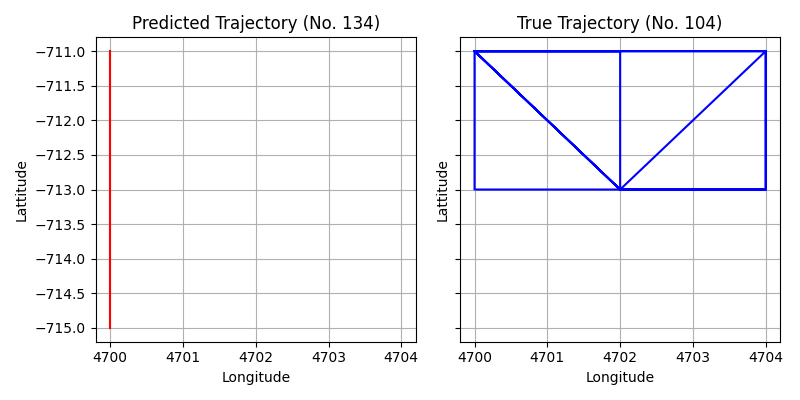 Predicted Trajectory (No. 134)
−711.0
−711.5
−712.0
−712.5
−713.0
−713.5
−714.0
−714.5
−715.0
Lattitude
4700 4701 4702 4703 4704
Longitude
True Trajectory (No. 104)
Lattitude
4700 4701 4702 4703 4704
Longitude